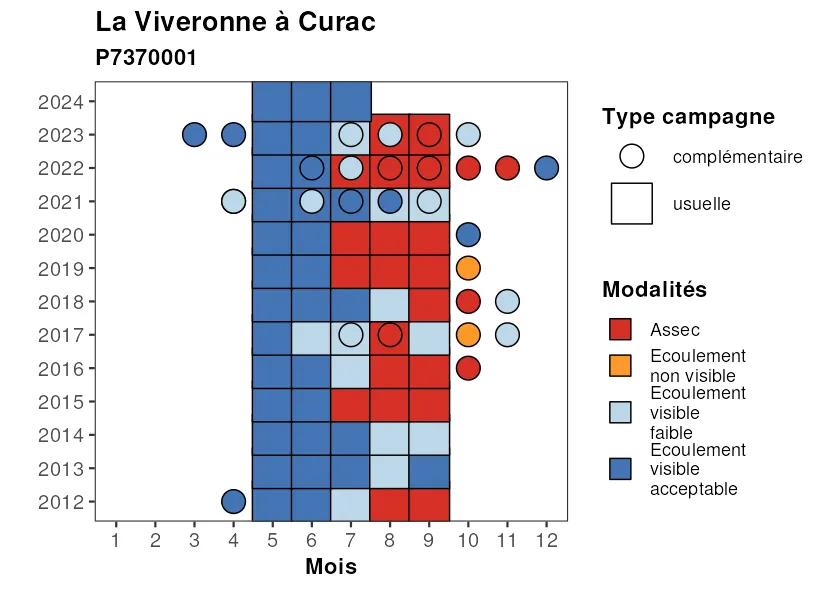 La Viveronne à Curac
P7370001
2024
2023
2022
2021
2020
2019
2018
2017
2016
2015
2014
2013
2012
1 2 3 4 5 6 7 8 9 10 11 12
Mois
Type campagne
complémentaire
usuelle
Modalités
Assec
Ecoulement
non visible
Ecoulement
visible
faible
Ecoulement
visible
acceptable